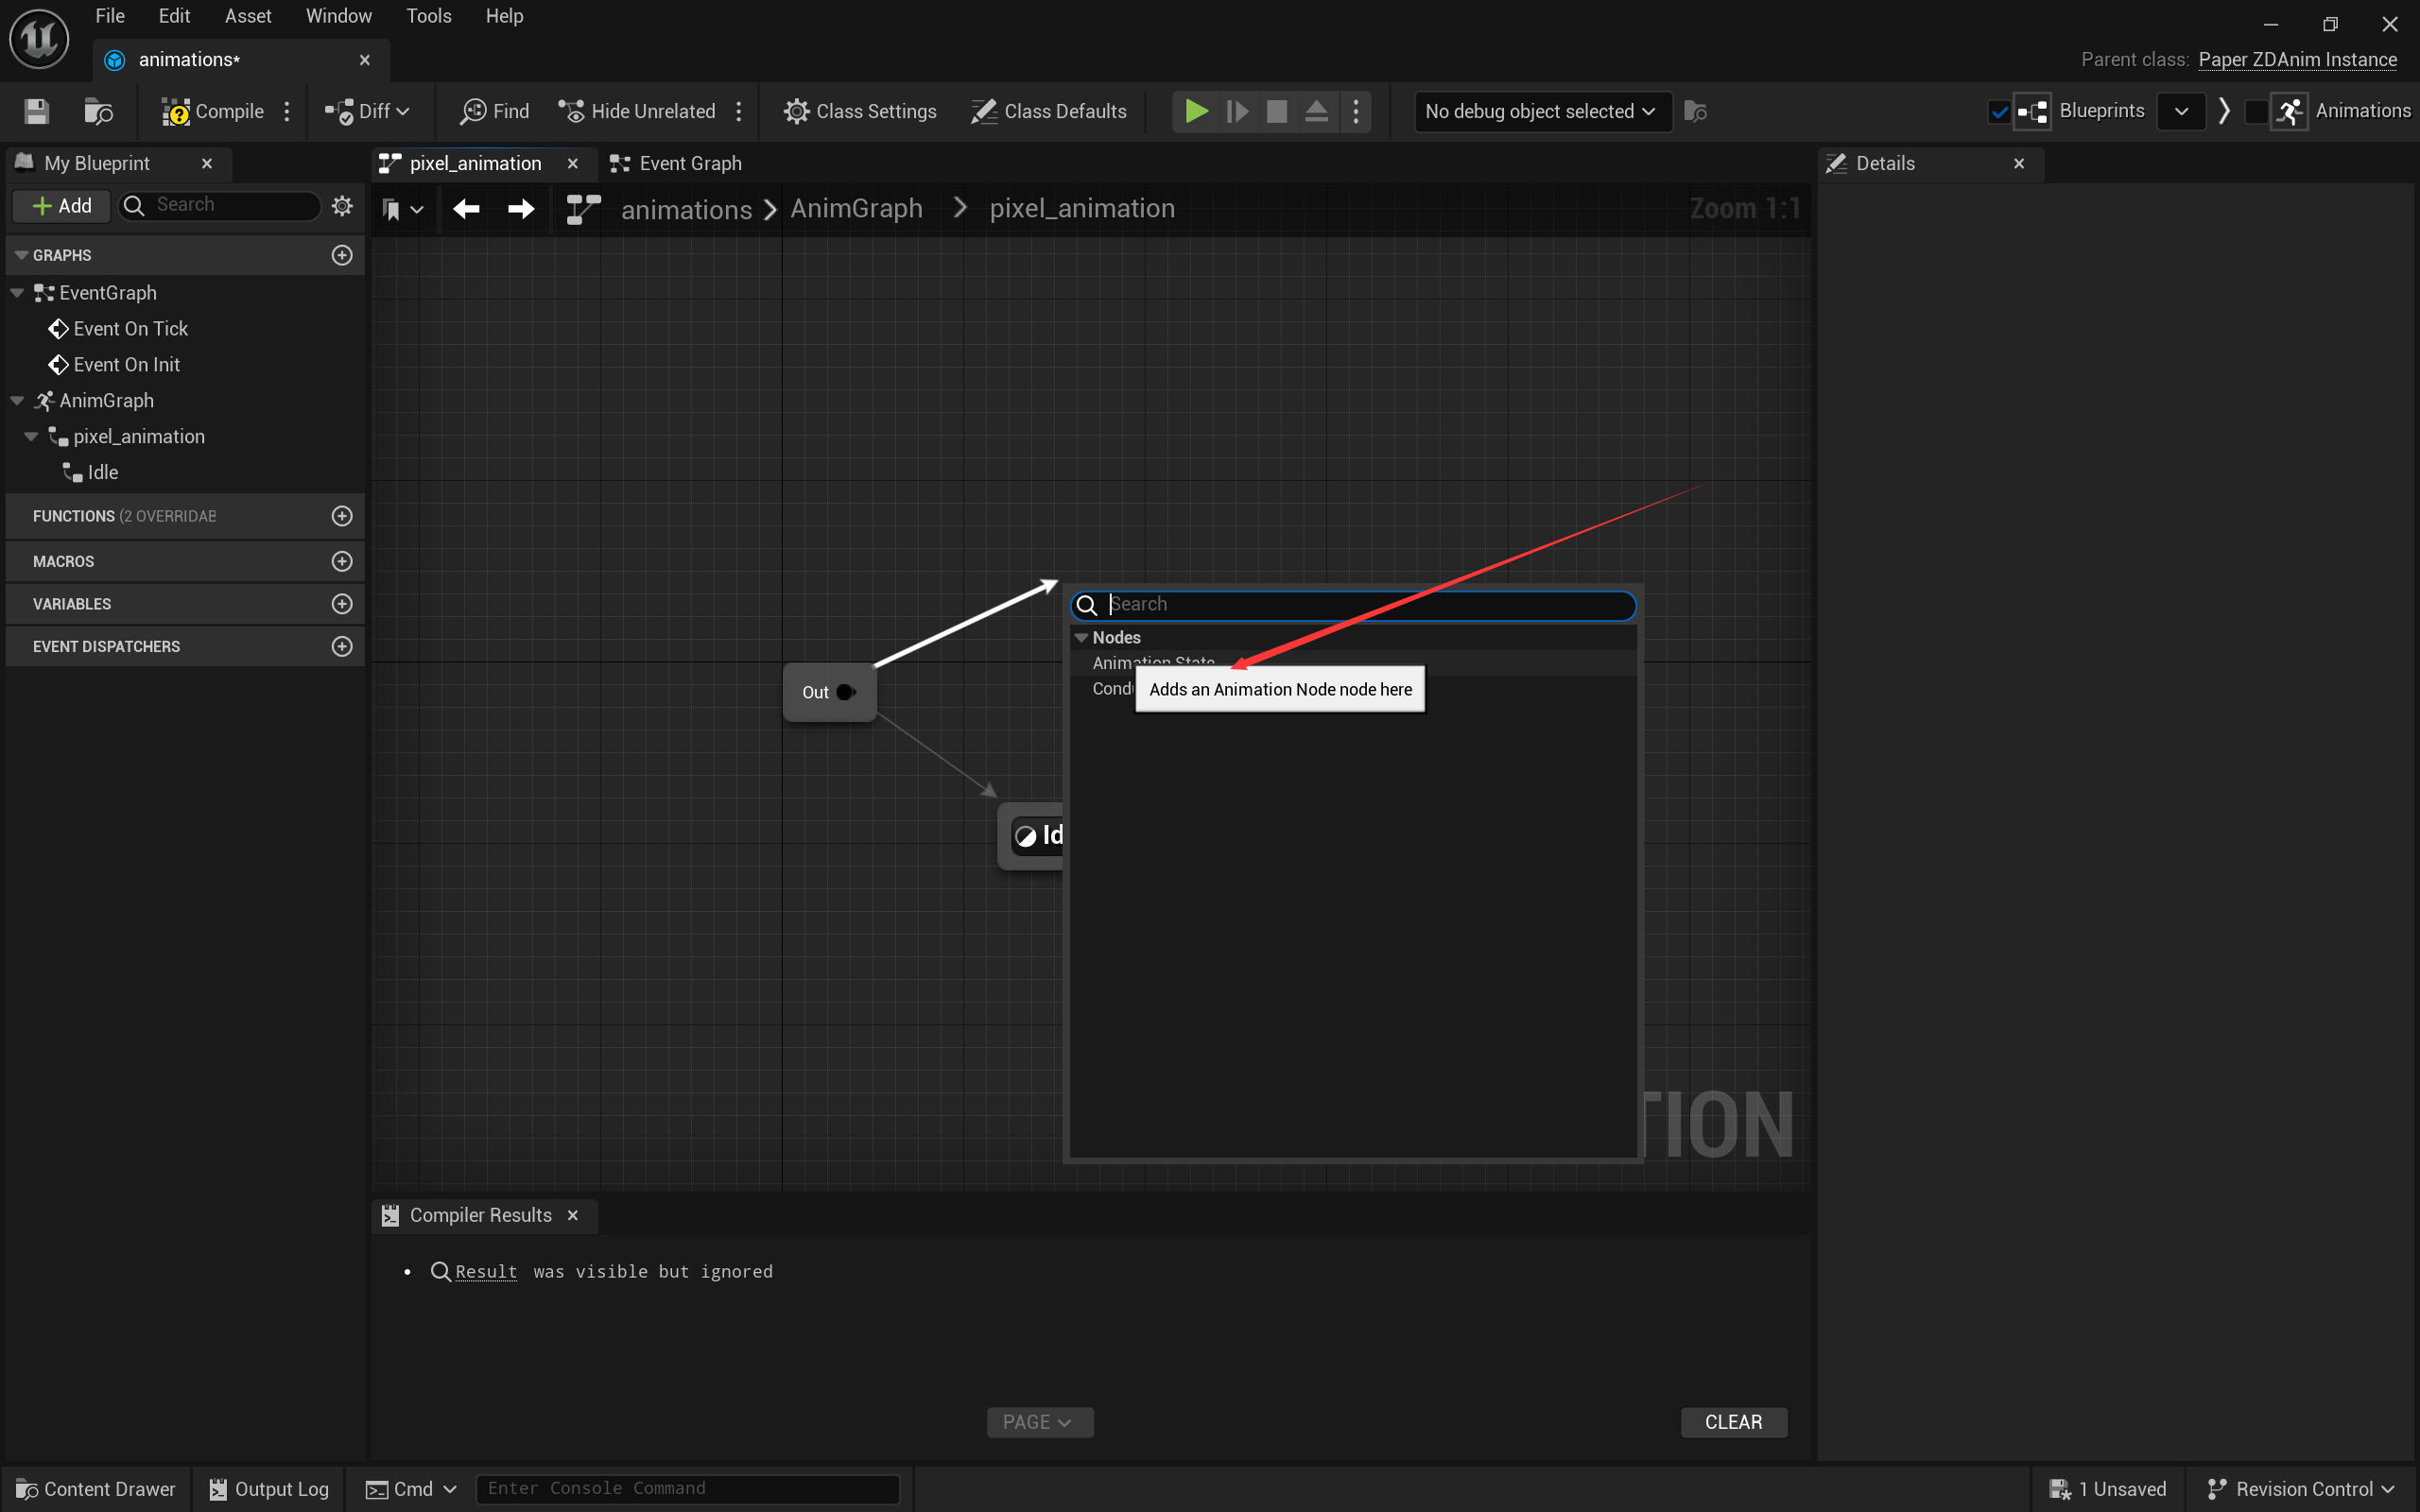 File Edit Asset Window Tools Help
animations*
Parent class: Paper ZDAnim Instance
Compile Diff Find Hide Unrelated Class Settings Class Defaults No debug object selected Blueprints Animations
My Blueprint
pixel_animation Event Graph
Details
Add Search
animations > AnimGraph > pixel_animation
Zoom 1:1
GRAPHS
EventGraph
Event On Tick
Event On Init
AnimGraph
pixel_animation
Idle
FUNCTIONS (2 OVERRIDAB
MACROS
VARIABLES
EVENT DISPATCHERS
Search
Nodes
Animation State
Cond
Adds an Animation Node node here
Out
Id
TION
Compiler Results
• Result was visible but ignored
PAGE
CLEAR
Content Drawer Output Log Cmd Enter Console Command 1 Unsaved Revision Control